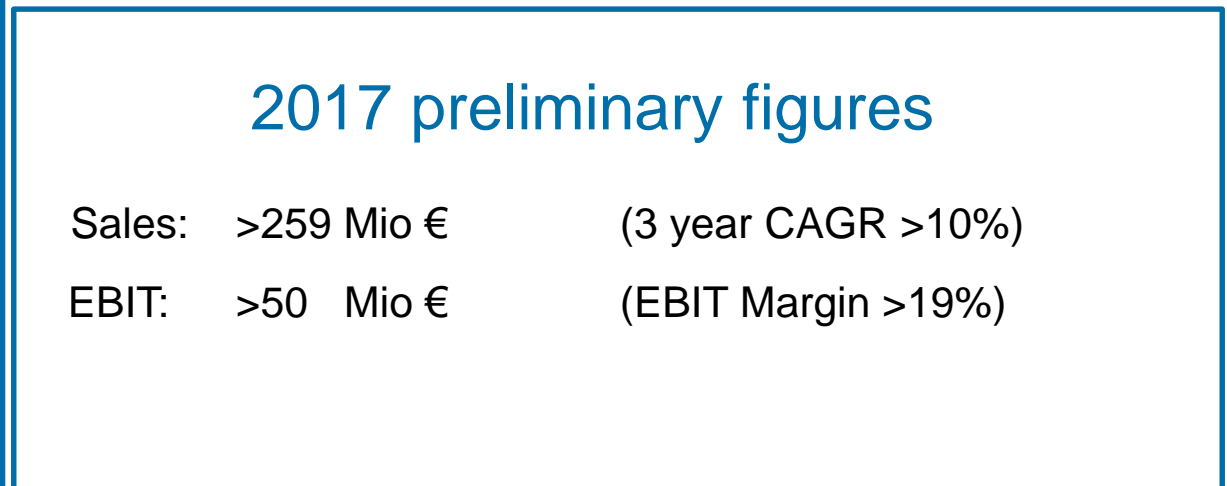 2017 preliminary figures
Sales: >259 Mio € (3 year CAGR >10%)
EBIT: >50 Mio € (EBIT Margin >19%)